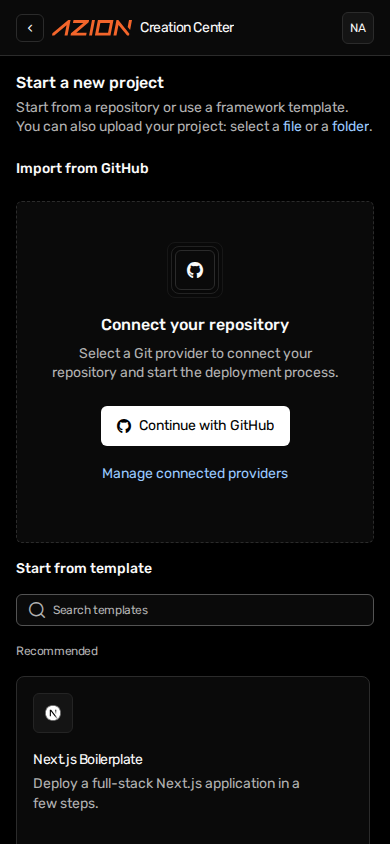 AZION Creation Center
NA
Start a new project
Start from a repository or use a framework template.
You can also upload your project: select a file or a folder.
Import from GitHub
Connect your repository
Select a Git provider to connect your
repository and start the deployment process.
Continue with GitHub
Manage connected providers
Start from template
Search templates
Recommended
Next.js Boilerplate
Deploy a full-stack Next.js application in a
few steps.